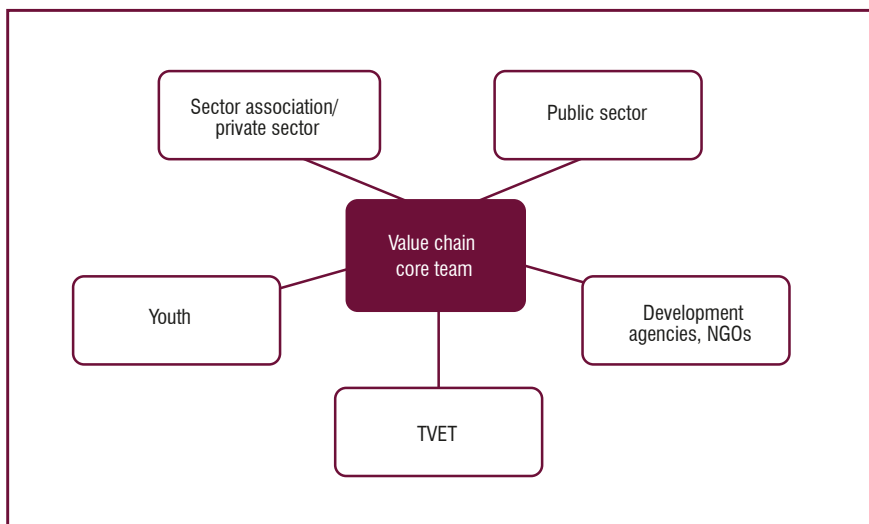 Sector association/
private sector
Public sector
Value chain
core team
Youth
Development
agencies, NGOs
TVET